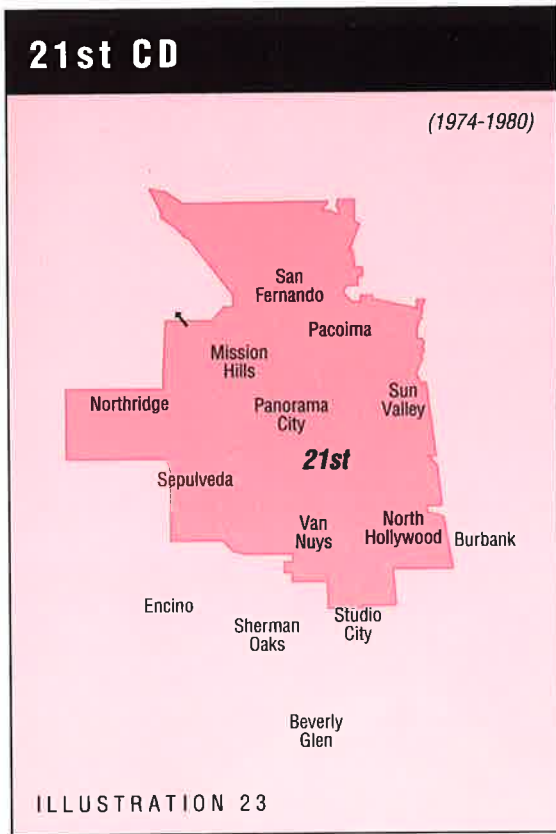 21st CD
(1974-1980)
San
Fernando
Pacoima
Mission
Hills
Northridge
Panorama
City
Sun
Valley
21st
Sepulveda
Van
Nuys
North
Hollywood
Burbank
Encino
Sherman
Oaks
Studio
City
Beverly
Glen
ILLUSTRATION 23